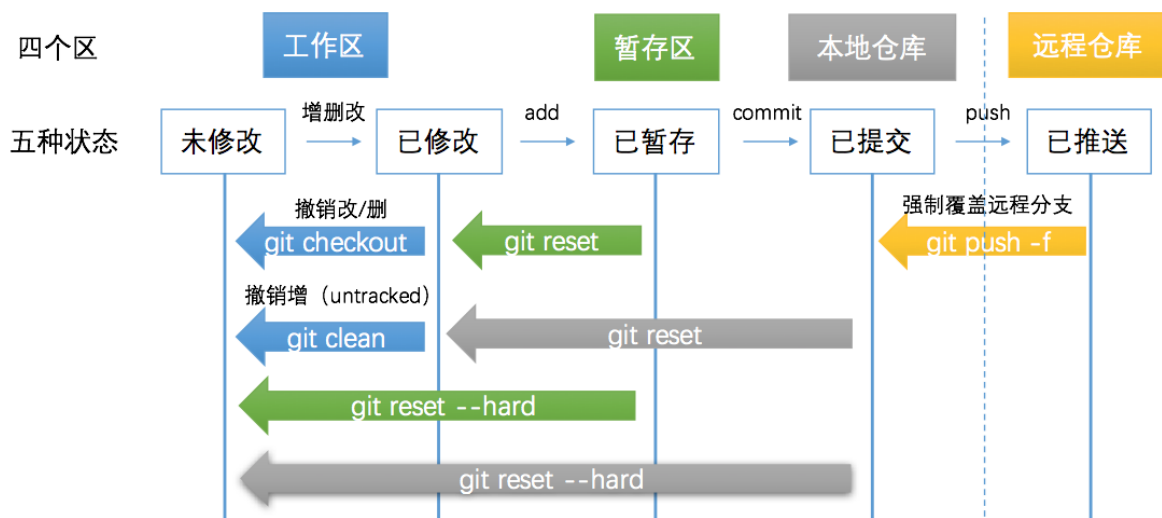 四个区
工作区
暂存区
本地仓库
远程仓库
增删改
add
commit
push
五种状态
未修改
已修改
已暂存
已提交
已推送
撤销改/删
强制覆盖远程分支
git checkout
git reset
git push -f
撤销增（untracked）
git clean
git reset
git reset --hard
git reset --hard